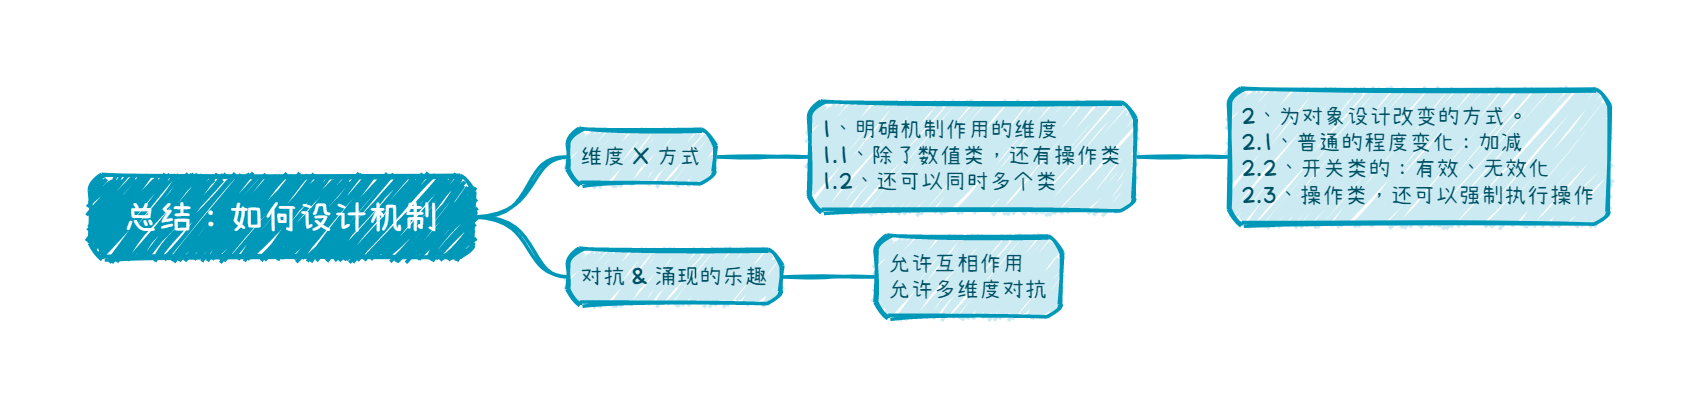 总结：如何设计机制
维度 X 方式
1、明确机制作用的维度
1.1、除了数值类，还有操作类
1.2、还可以同时多个类
2、为对象设计改变的方式。
2.1、普通的程度变化：加减
2.2、开关类的：有效、无效化
2.3、操作类，还可以强制执行操作
对抗 & 涌现的乐趣
允许互相作用
允许多维度对抗